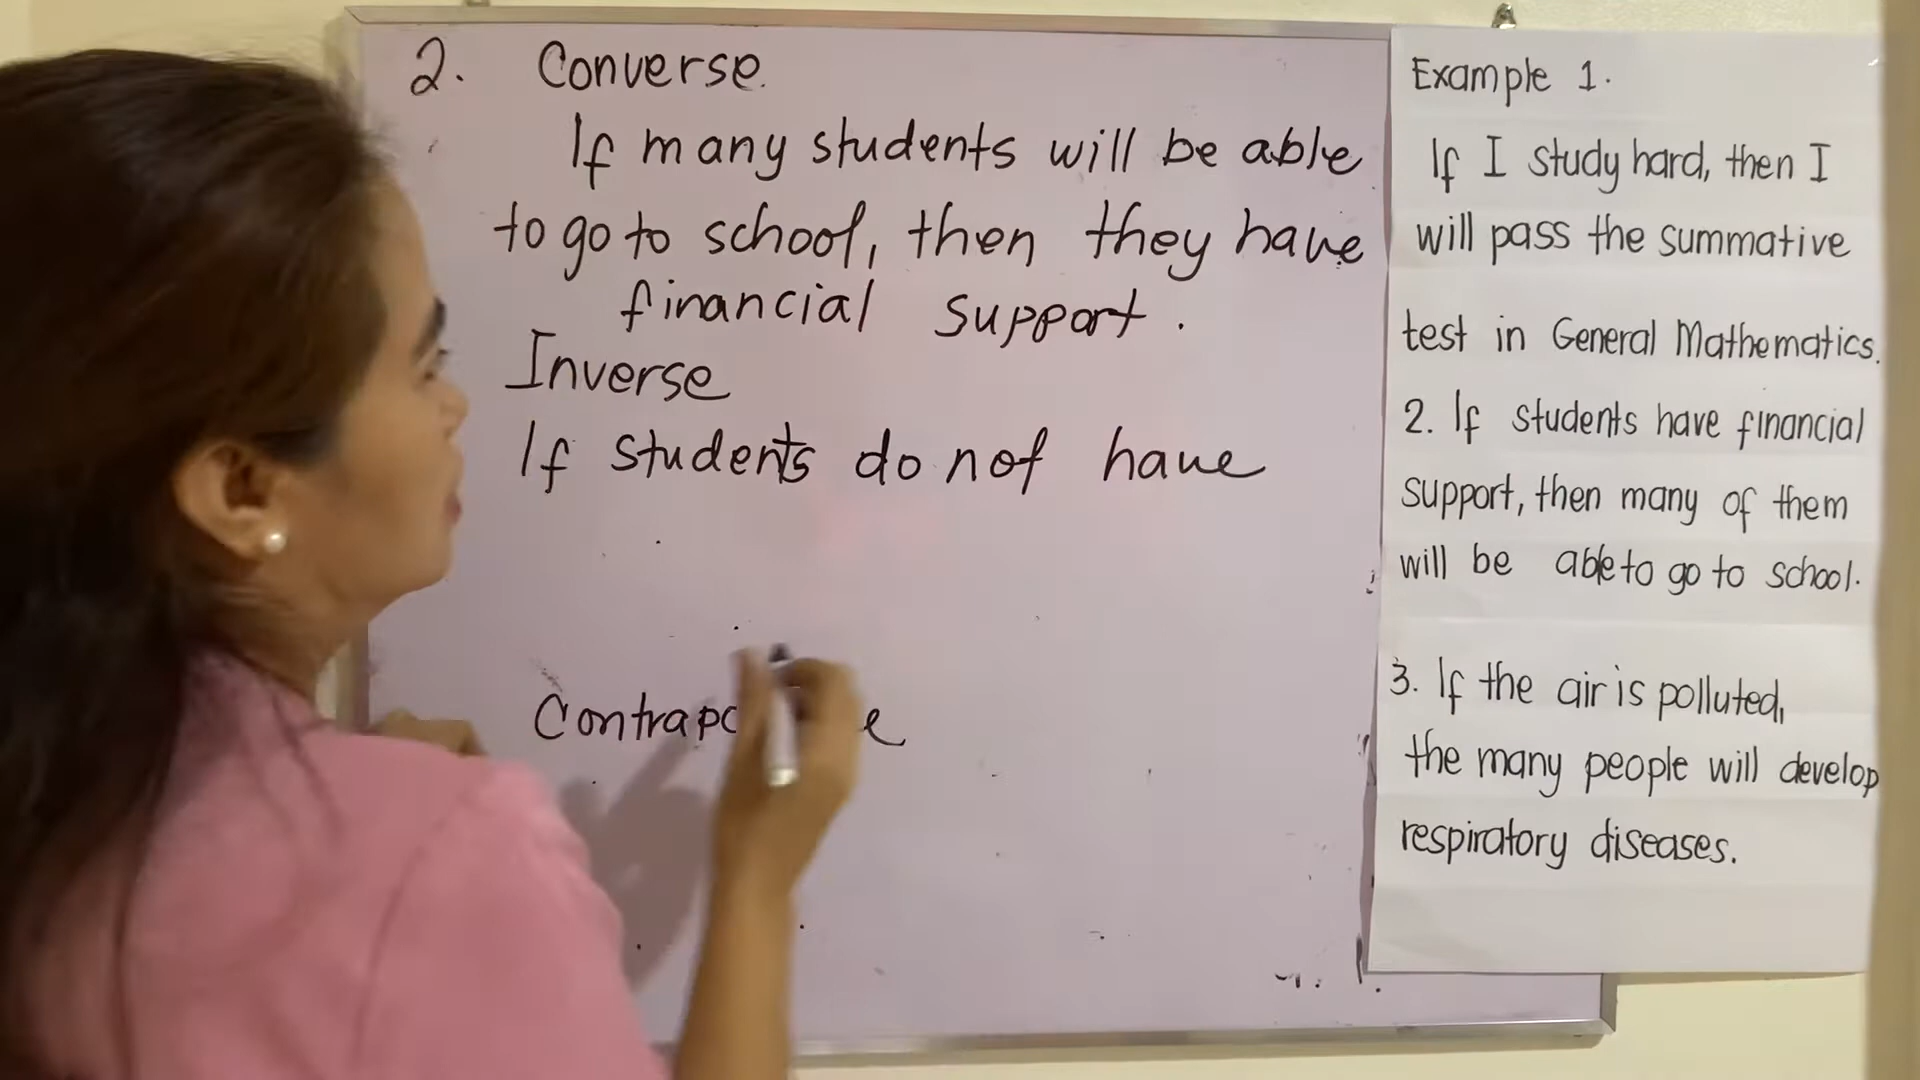 2. Converse.
If many students will be able
to go to school, then they have
financial support.
Inverse
If students do not have
Example 1.
If I study hard, then I
will pass the summative
test in General Mathematics.
2. If students have financial
support, then many of them
will be able to go to school.
3. If the air is polluted,
the many people will develop
respiratory diseases.